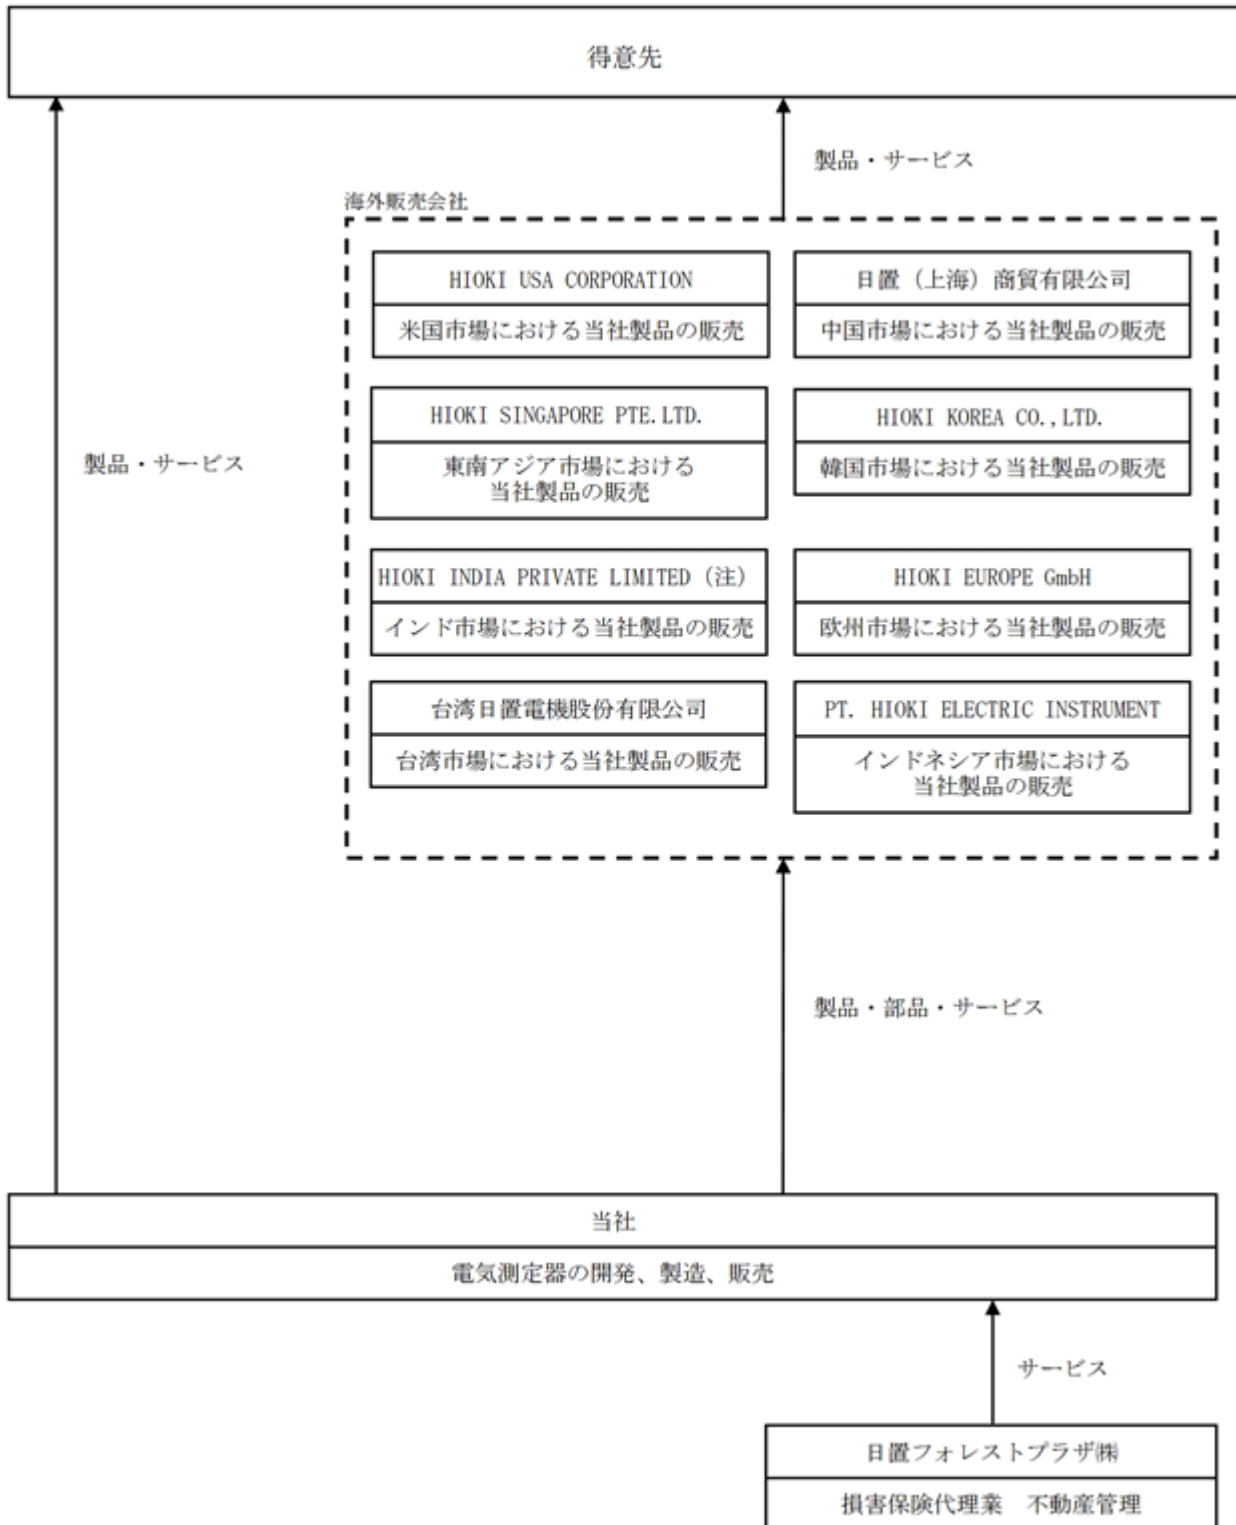 得意先
製品・サービス
海外販売会社
HIOKI USA CORPORATION
米国市場における当社製品の販売
日置（上海）商貿有限公司
中国市場における当社製品の販売
HIOKI SINGAPORE PTE.LTD.
東南アジア市場における
当社製品の販売
HIOKI KOREA CO.,LTD.
韓国市場における当社製品の販売
製品・サービス
HIOKI INDIA PRIVATE LIMITED（注）
インド市場における当社製品の販売
HIOKI EUROPE GmbH
欧州市場における当社製品の販売
台湾日置電機股份有限公司
台湾市場における当社製品の販売
PT. HIOKI ELECTRIC INSTRUMENT
インドネシア市場における
当社製品の販売
製品・部品・サービス
当社
電気測定器の開発、製造、販売
サービス
日置フォレストプラザ㈱
損害保険代理業　不動産管理